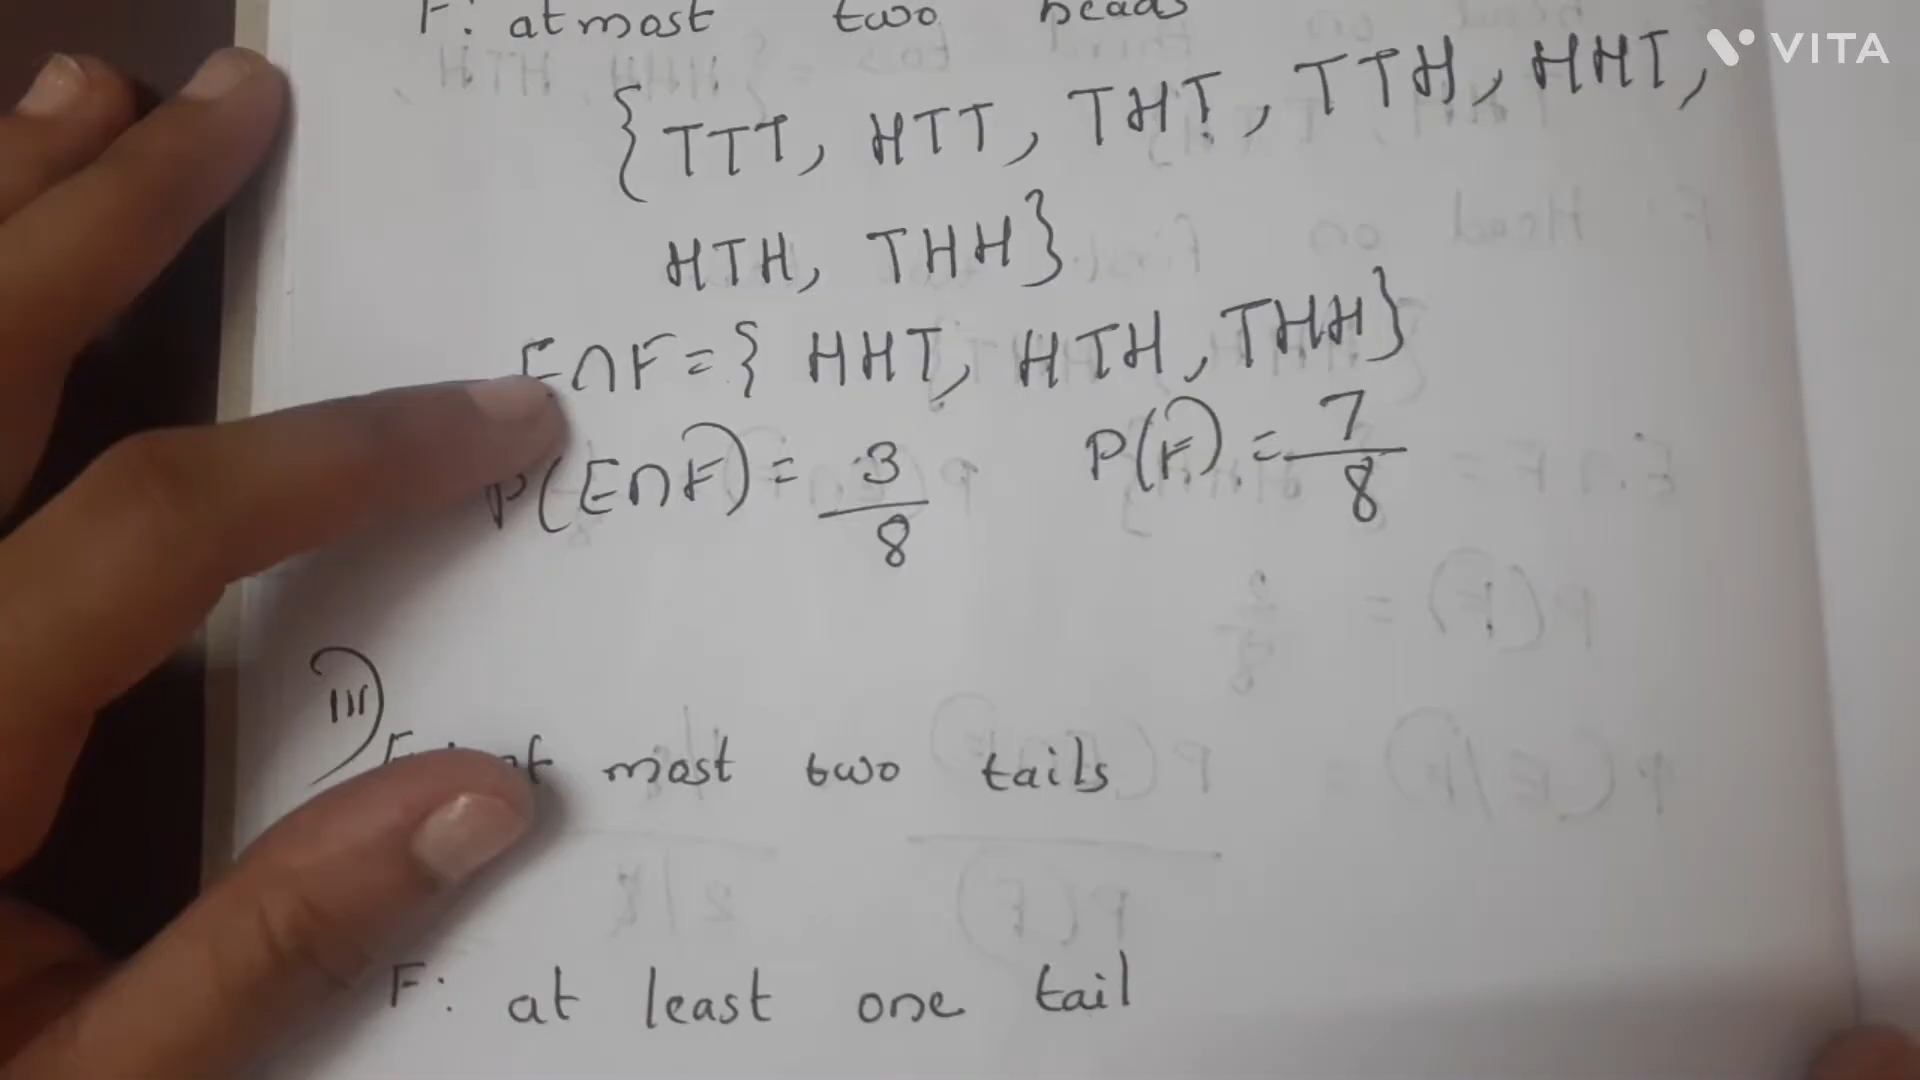 F: atmost two heads
VITA
{TTT, HTT, THT, TTH, HHT,
HTH, THH}
E∩F = { HHT, HTH, THH}
P(E∩F) = 3/8 P(F) = 7/8
III)
most two tails
F: at least one tail